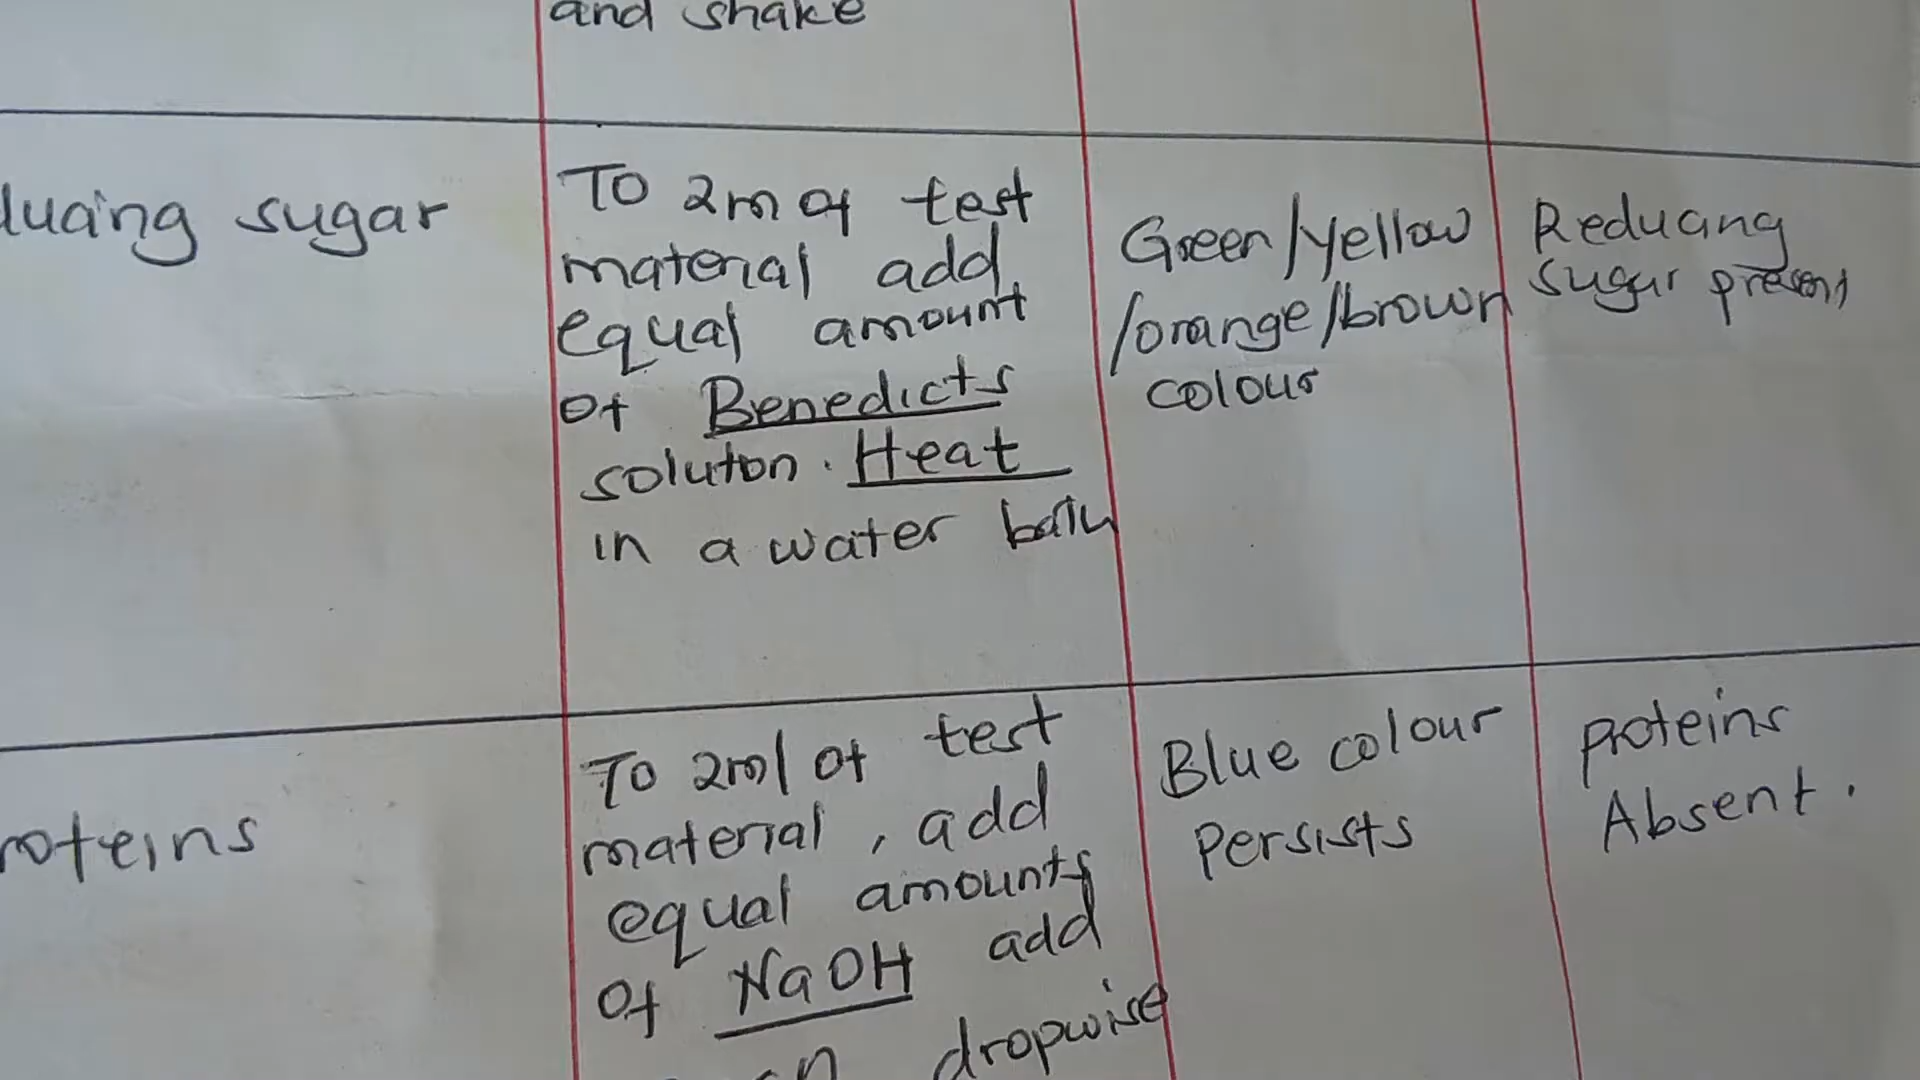 and shake
ducing sugar
To 2m of test
material add
equal amount
of Benedicts
soluton. Heat
in a water bath
Green/yellow
/orange/brown
colour
Reducing
sugar present
roteins
To 2ml of test
material, add
equal amounts
of NaOH add
dropwise
Blue colour
Persists
proteins
Absent.